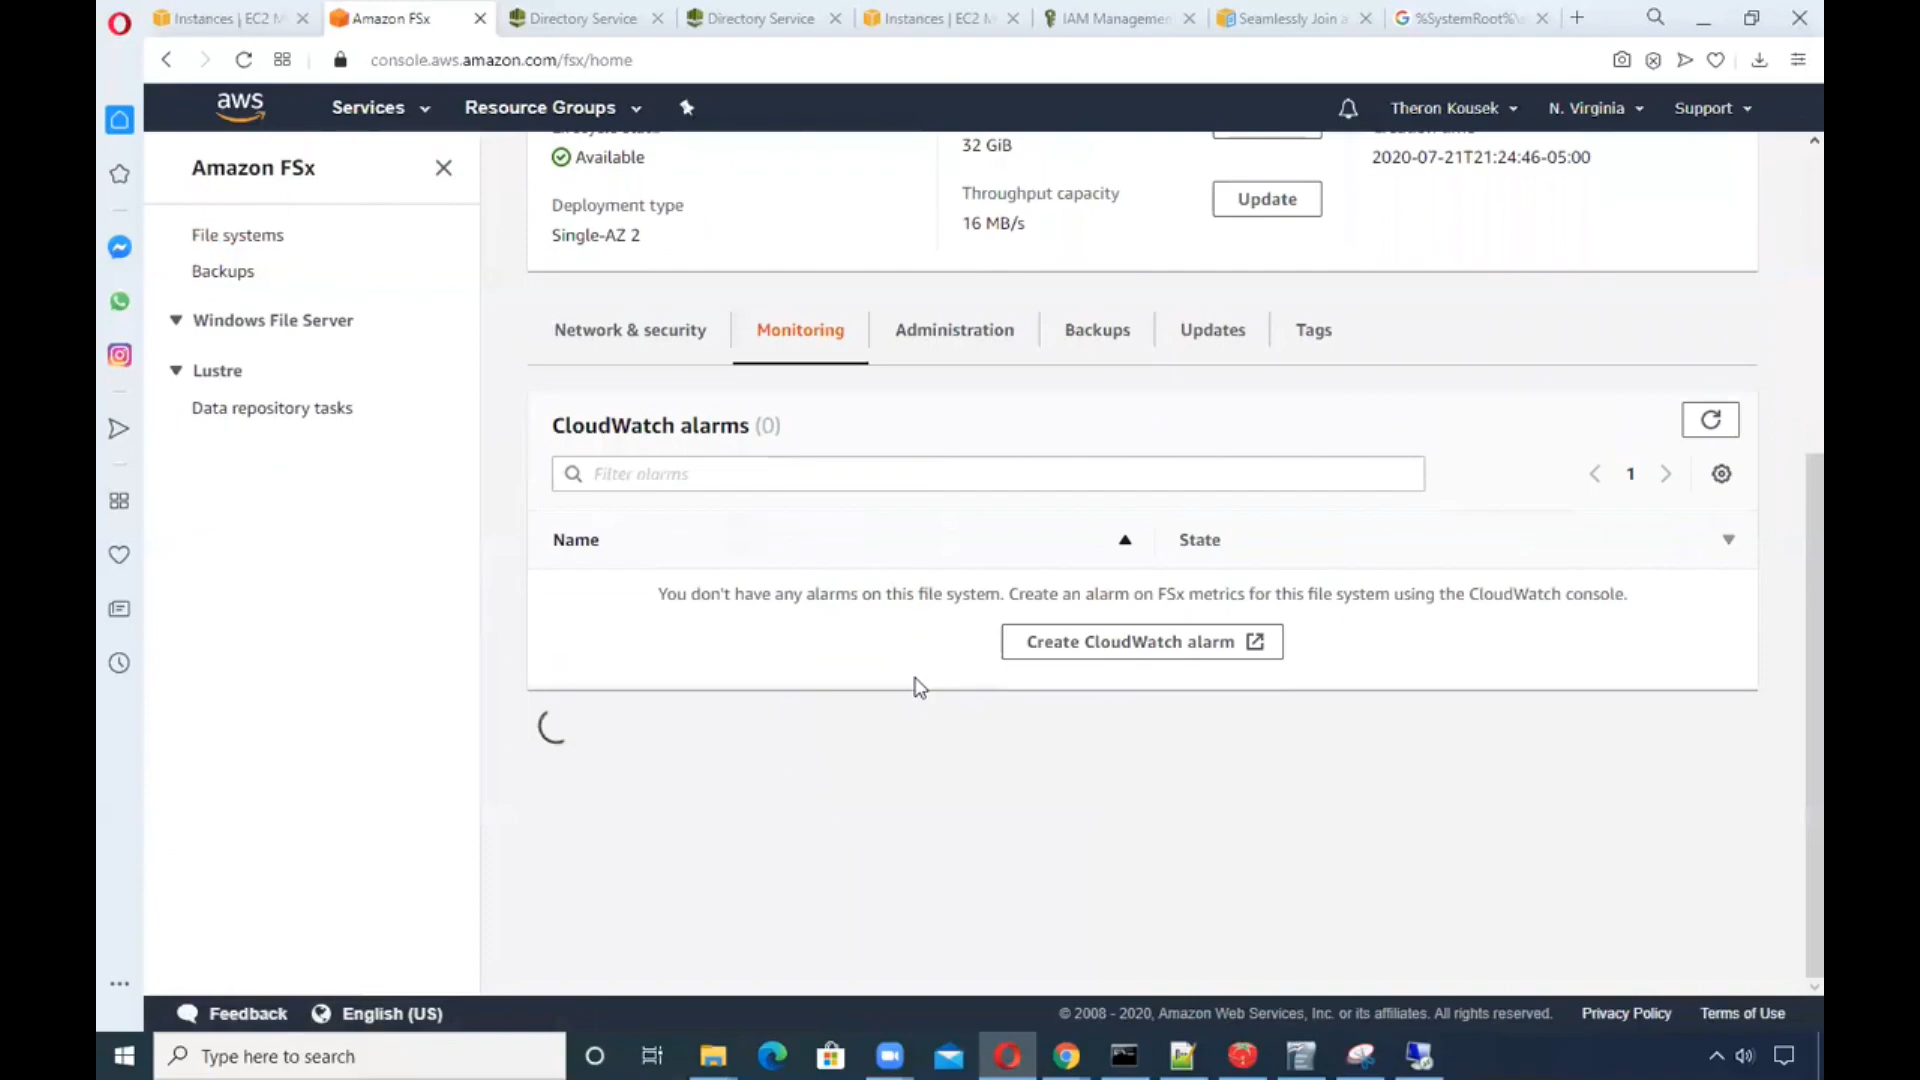 Instances | EC2 M
Amazon FSx
Directory Service
Directory Service
Instances | EC2 M
IAM Managemen
Seamlessly Join a
%SystemRoot%\s
console.aws.amazon.com/fsx/home
aws
Services
Resource Groups
Theron Kousek
N. Virginia
Support
Amazon FSx
File systems
Backups
Windows File Server
Lustre
Data repository tasks
Available
Deployment type
Single-AZ 2
32 GiB
Throughput capacity
16 MB/s
Update
2020-07-21T21:24:46-05:00
Network & security
Monitoring
Administration
Backups
Updates
Tags
CloudWatch alarms (0)
Filter alarms
1
Name
State
You don't have any alarms on this file system. Create an alarm on FSx metrics for this file system using the CloudWatch console.
Create CloudWatch alarm
Feedback
English (US)
© 2008 - 2020, Amazon Web Services, Inc. or its affiliates. All rights reserved.
Privacy Policy
Terms of Use
Type here to search